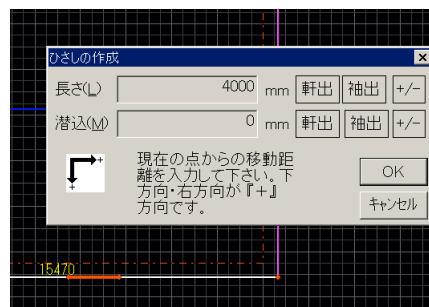 ひさしの作成
長さ(L) 4000 mm 軒出 袖出 +/-
潜込(M) 0 mm 軒出 袖出 +/-
現在の点からの移動距
離を入力して下さい。下
方向・右方向が『+』
方向です。
+
+
OK
キャンセル
15470